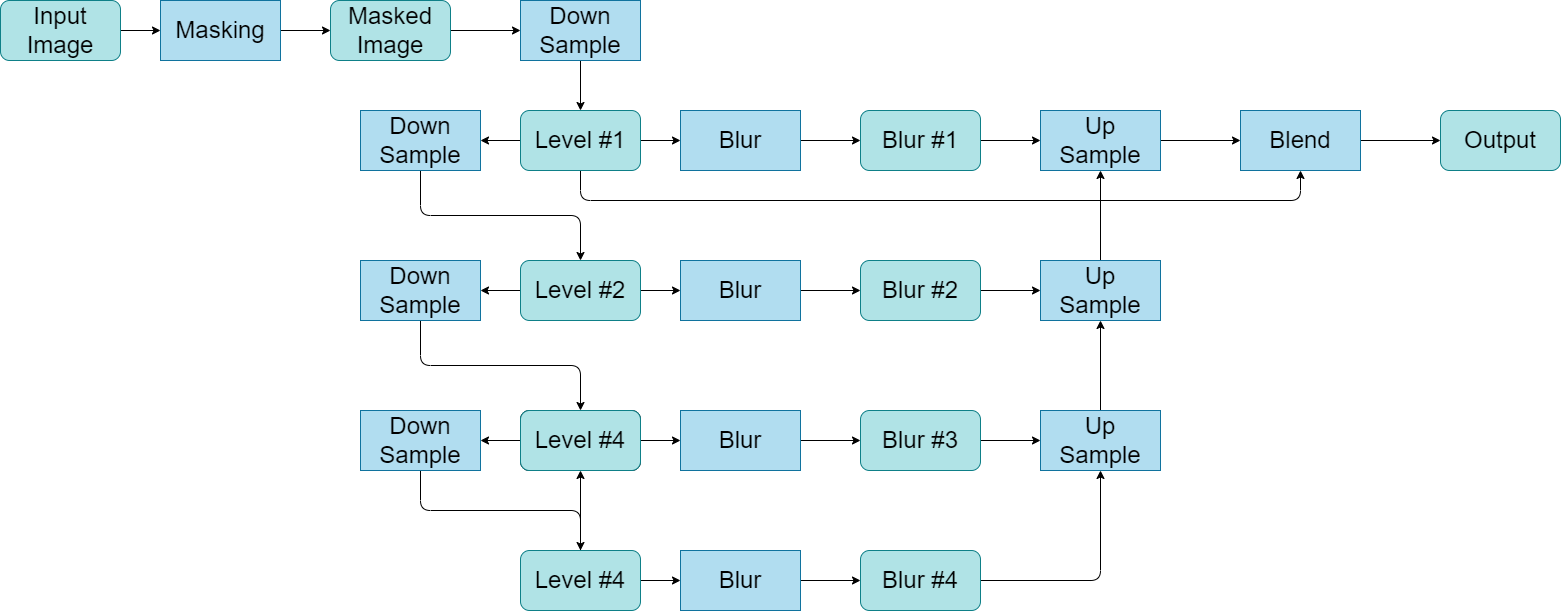 Input
Image
Masking
Masked
Image
Down
Sample
Down
Sample
Level #1
Blur
Blur #1
Up
Sample
Blend
Output
Down
Sample
Level #2
Blur
Blur #2
Up
Sample
Down
Sample
Level #4
Blur
Blur #3
Up
Sample
Level #4
Blur
Blur #4